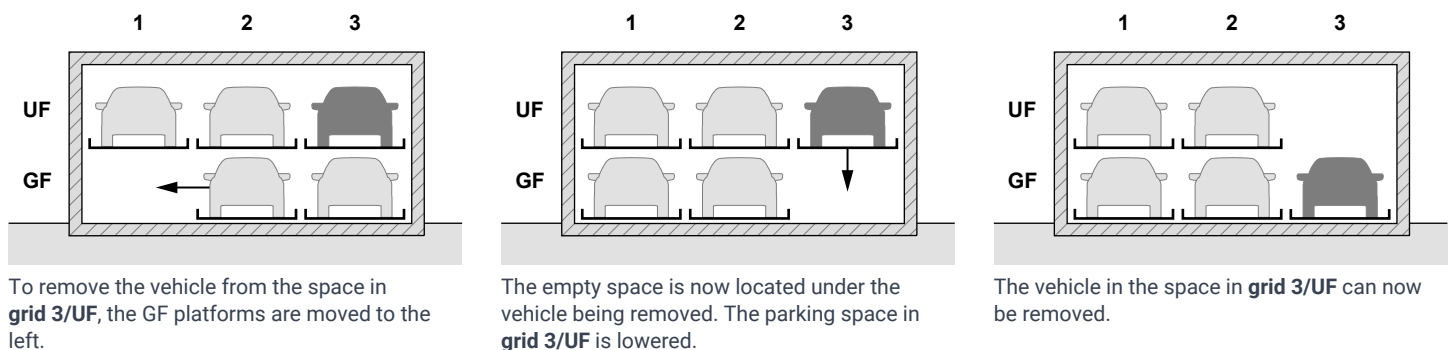 1 2 3
UF
GF
To remove the vehicle from the space in
grid 3/UF, the GF platforms are moved to the
left.
1 2 3
UF
GF
The empty space is now located under the
vehicle being removed. The parking space in
grid 3/UF is lowered.
1 2 3
UF
GF
The vehicle in the space in grid 3/UF can now
be removed.